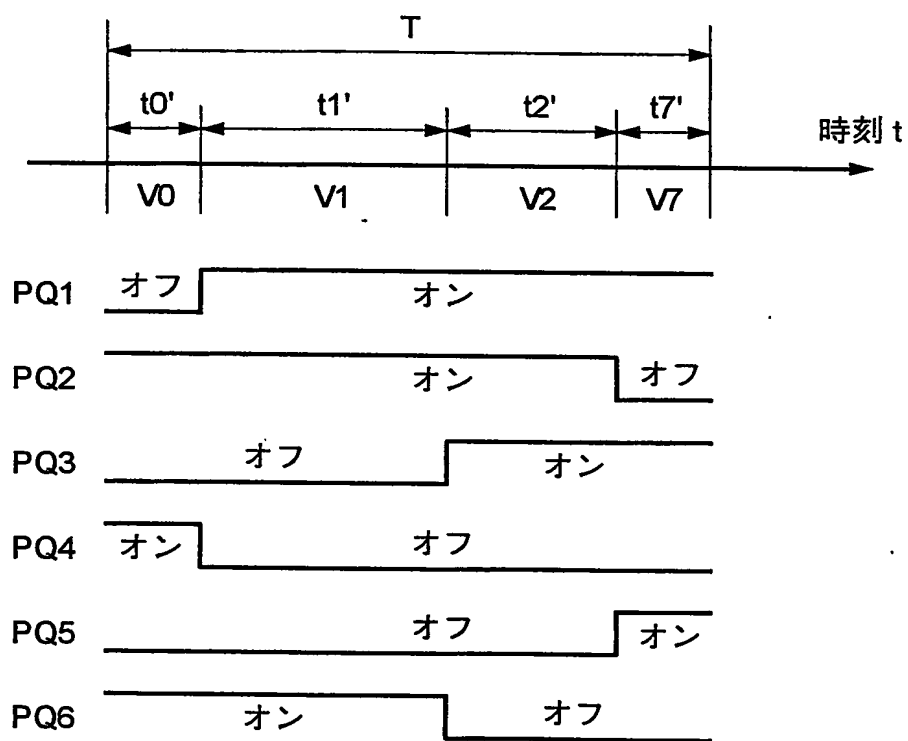 T
t0' t1' t2' t7'
時刻 t
V0 V1 V2 V7
PQ1 オフ オン
PQ2 オン オフ
PQ3 オフ オン
PQ4 オン オフ
PQ5 オフ オン
PQ6 オン オフ